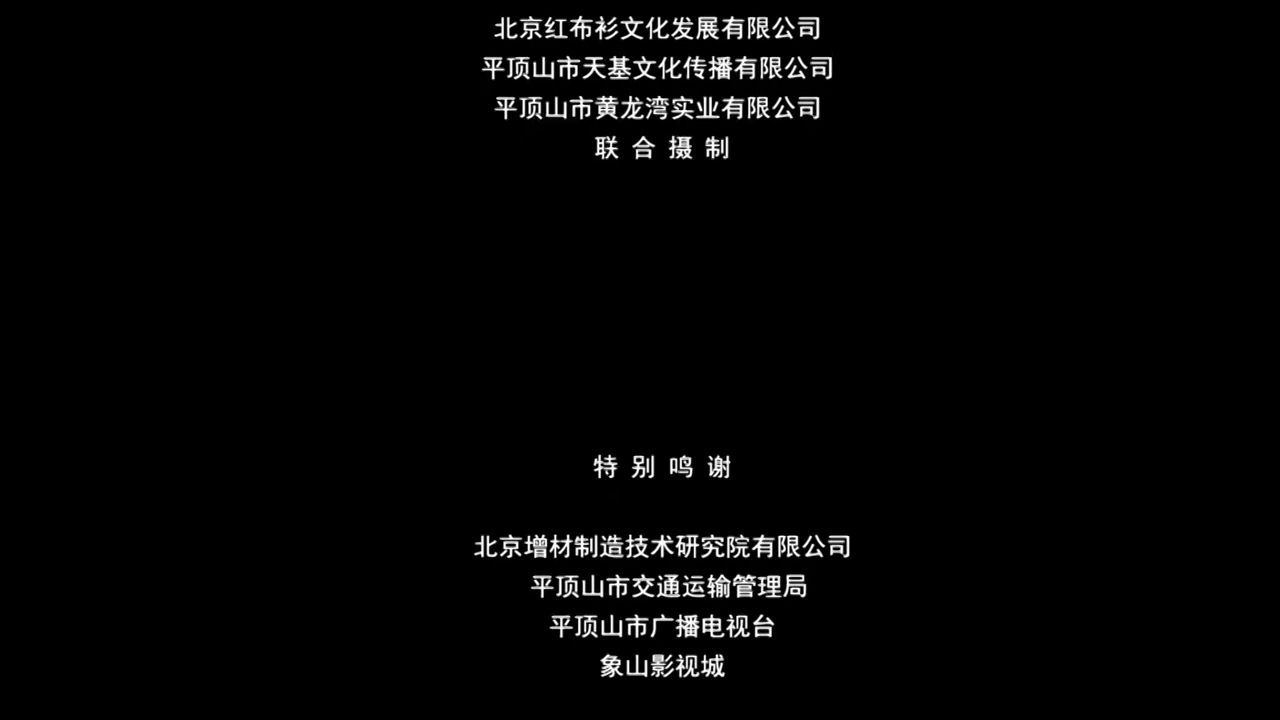 北京红布衫文化发展有限公司
平顶山市天基文化传播有限公司
平顶山市黄龙湾实业有限公司
联合摄制
特别鸣谢
北京增材制造技术研究院有限公司
平顶山市交通运输管理局
平顶山市广播电视台
象山影视城